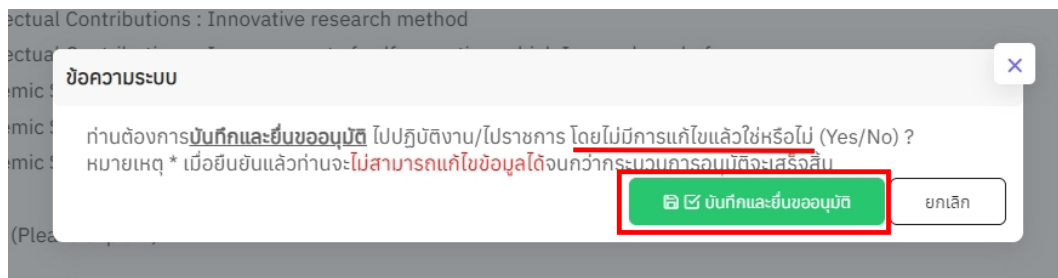 ectual Contributions : Innovative research method
ectua
emic S
ข้อความระบบ
emic S
ท่านต้องการบันทึกและยื่นขออนุมัติ ไปปฏิบัติงาน/ไปราชการ โดยไม่มีการแก้ไขแล้วใช่หรือไม่ (Yes/No) ?
emic S
หมายเหตุ * เมื่อยืนยันแล้วท่านจะไม่สามารถแก้ไขข้อมูลได้จนกว่ากระบวนการอนุมัติจะเสร็จสิ้น
บันทึกและยื่นขออนุมัติ
ยกเลิก
(Plea